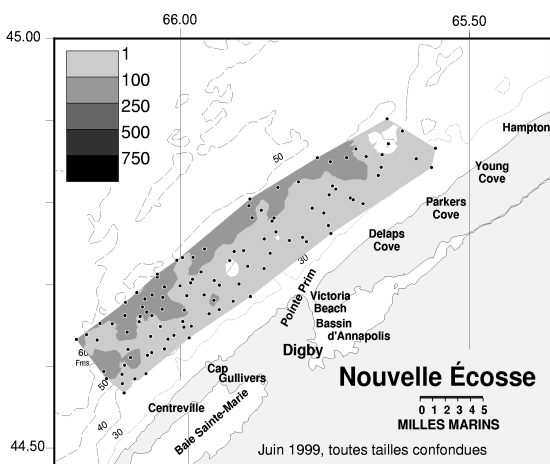 66.00
65.50
45.00
1
100
250
500
750
50
Hampton
Young
Cove
Parkers
Cove
Delaps
Cove
30
Pointe Prim
Victoria
Beach
Bassin
d'Annapolis
Digby
60
Fms
50
Cap
Gullivers
Nouvelle Écosse
0 1 2 3 4 5
MILLES MARINS
Centreville
Baie Sainte-Marie
40
30
44.50
Juin 1999, toutes tailles confondues